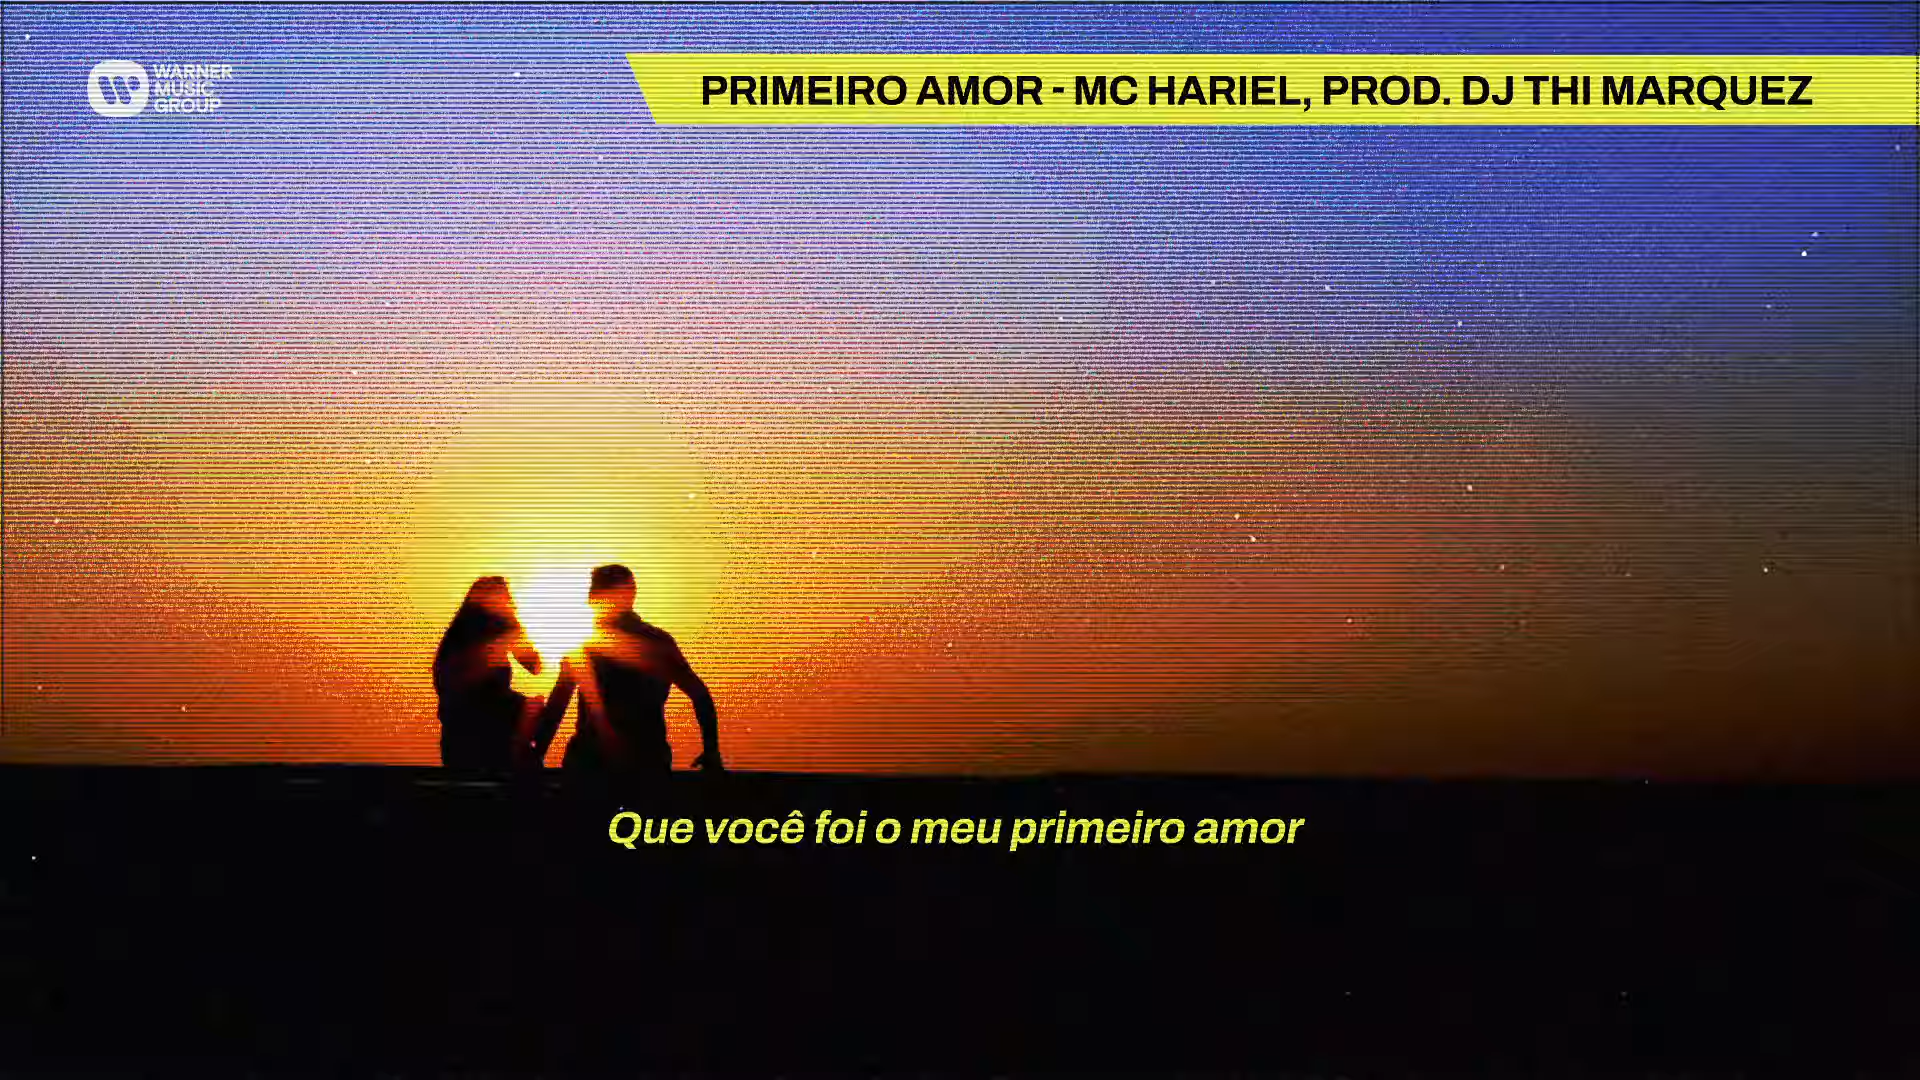 WARNER
MUSIC
GROUP
PRIMEIRO AMOR - MC HARIEL, PROD. DJ THI MARQUEZ
Que você foi o meu primeiro amor